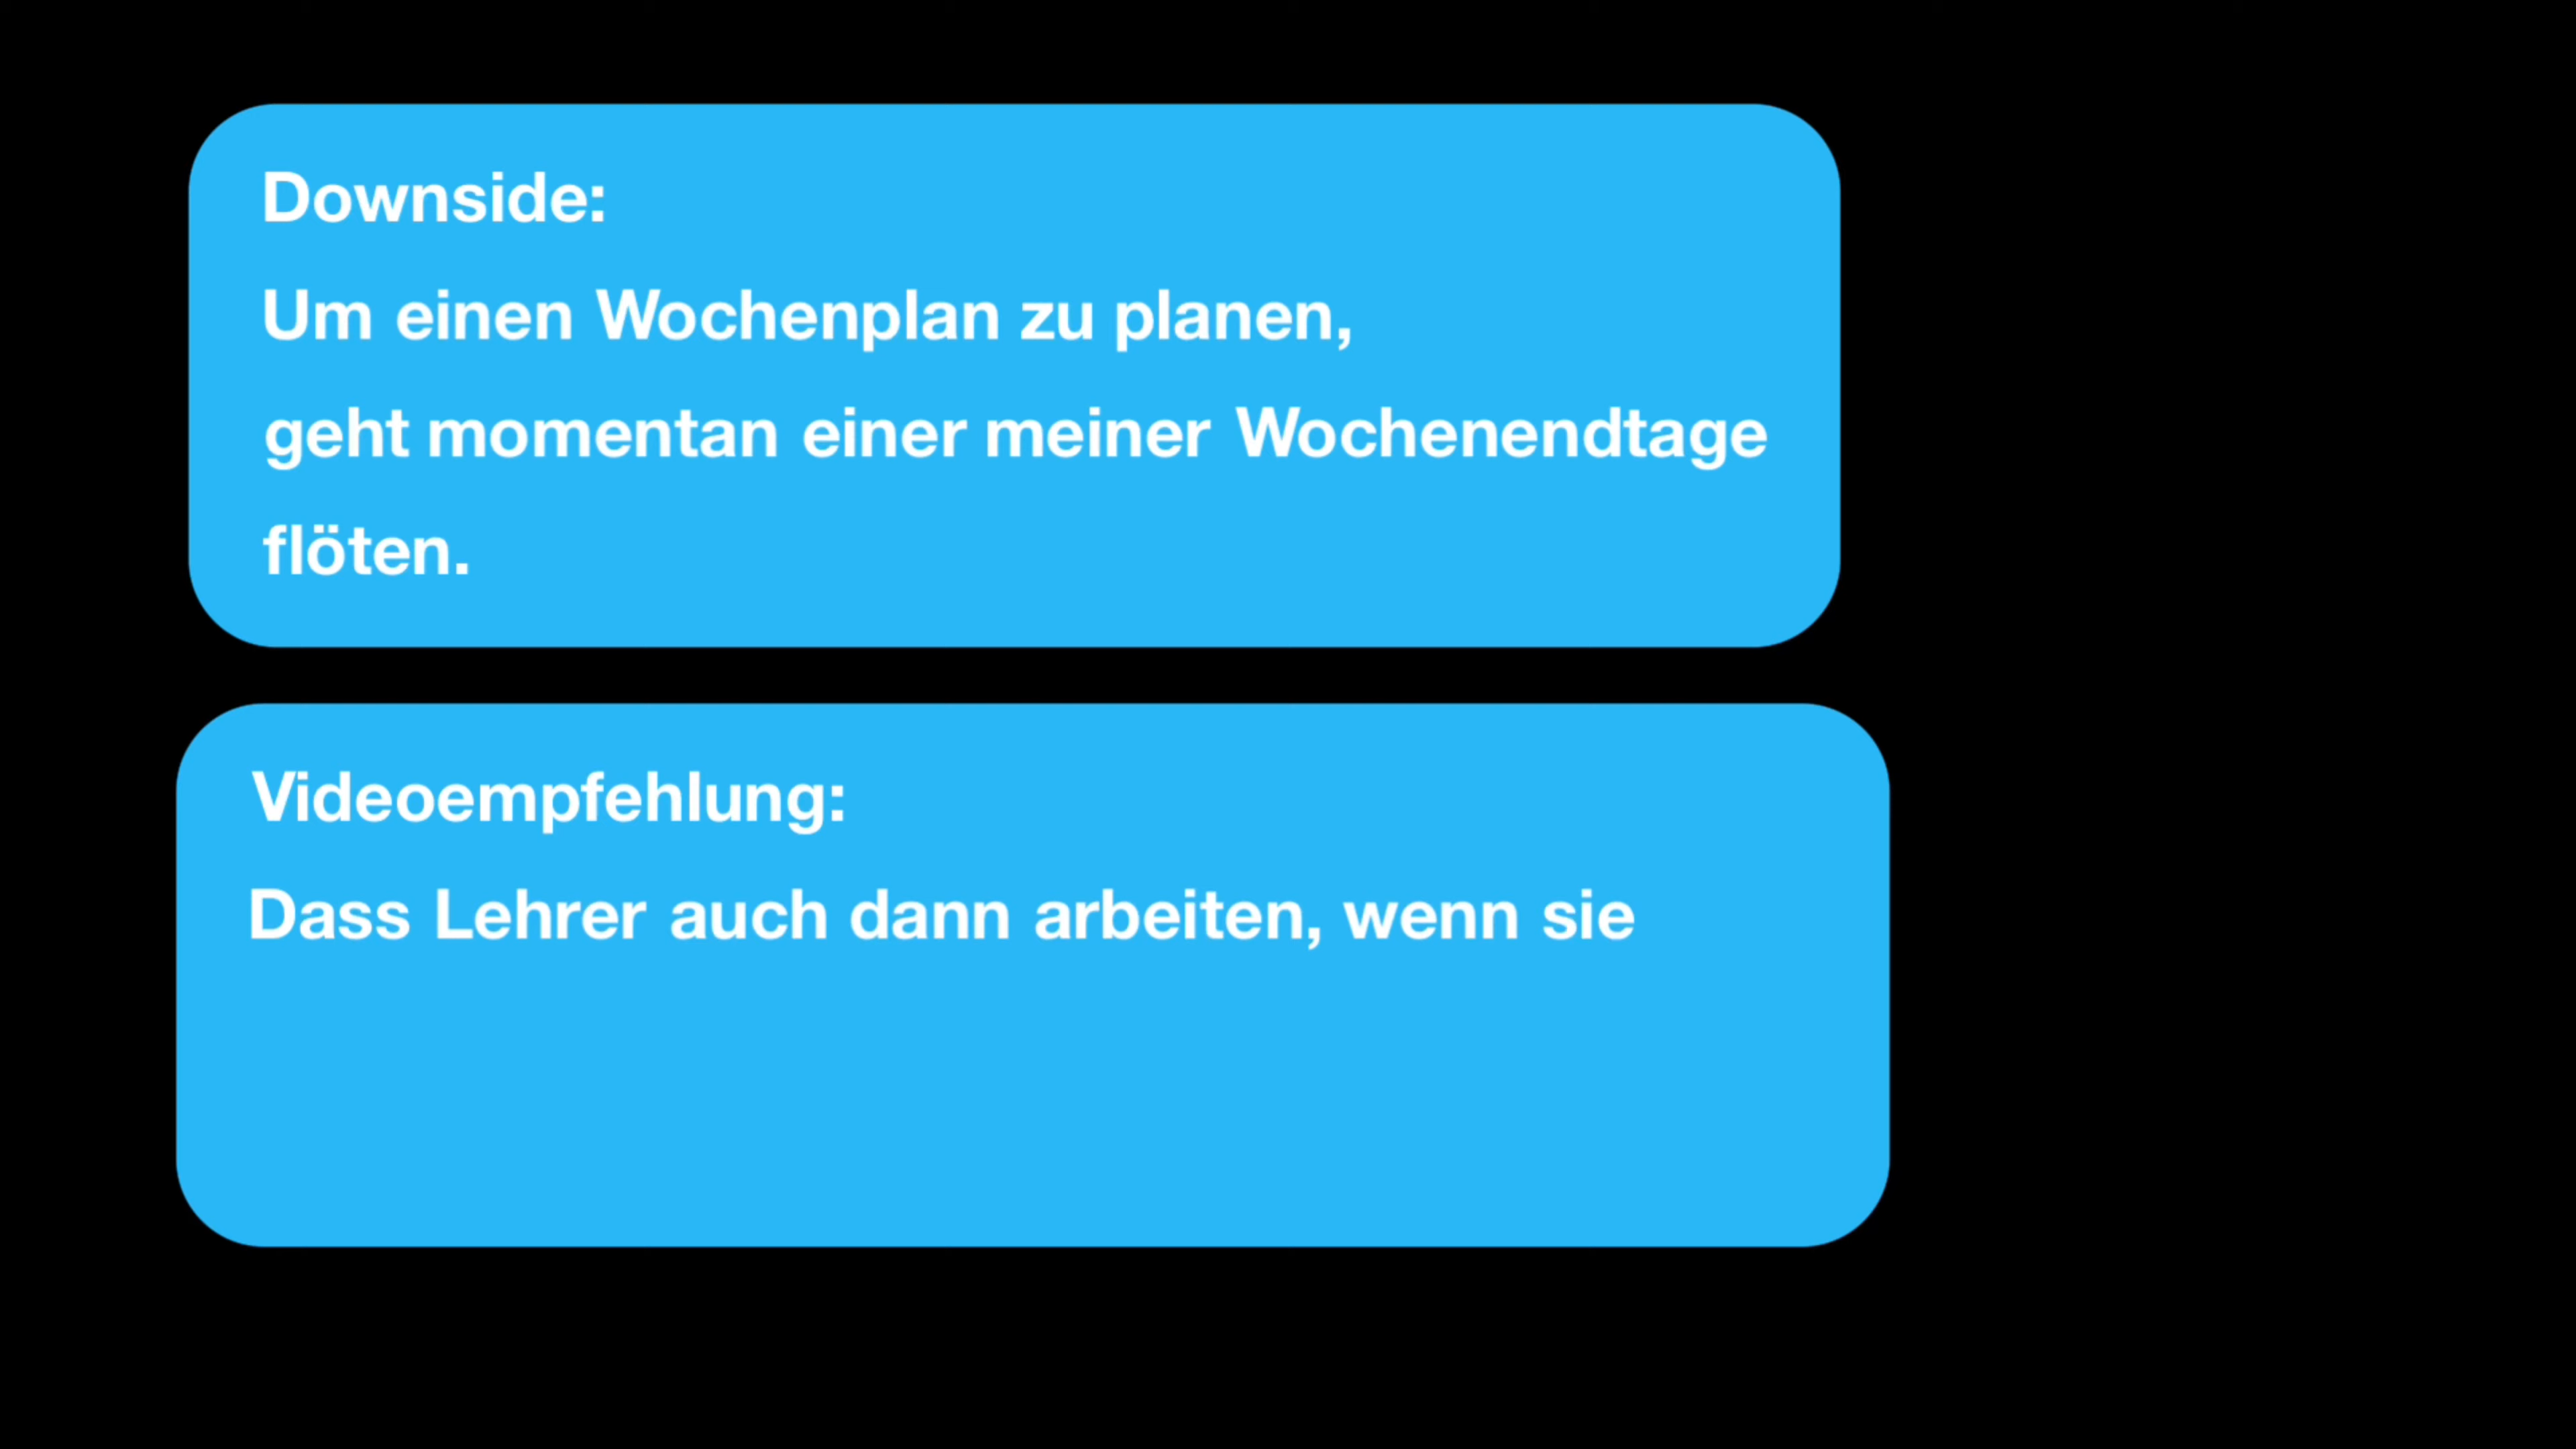 Downside:
Um einen Wochenplan zu planen,
geht momentan einer meiner Wochenendtage
flöten.
Videoempfehlung:
Dass Lehrer auch dann arbeiten, wenn sie